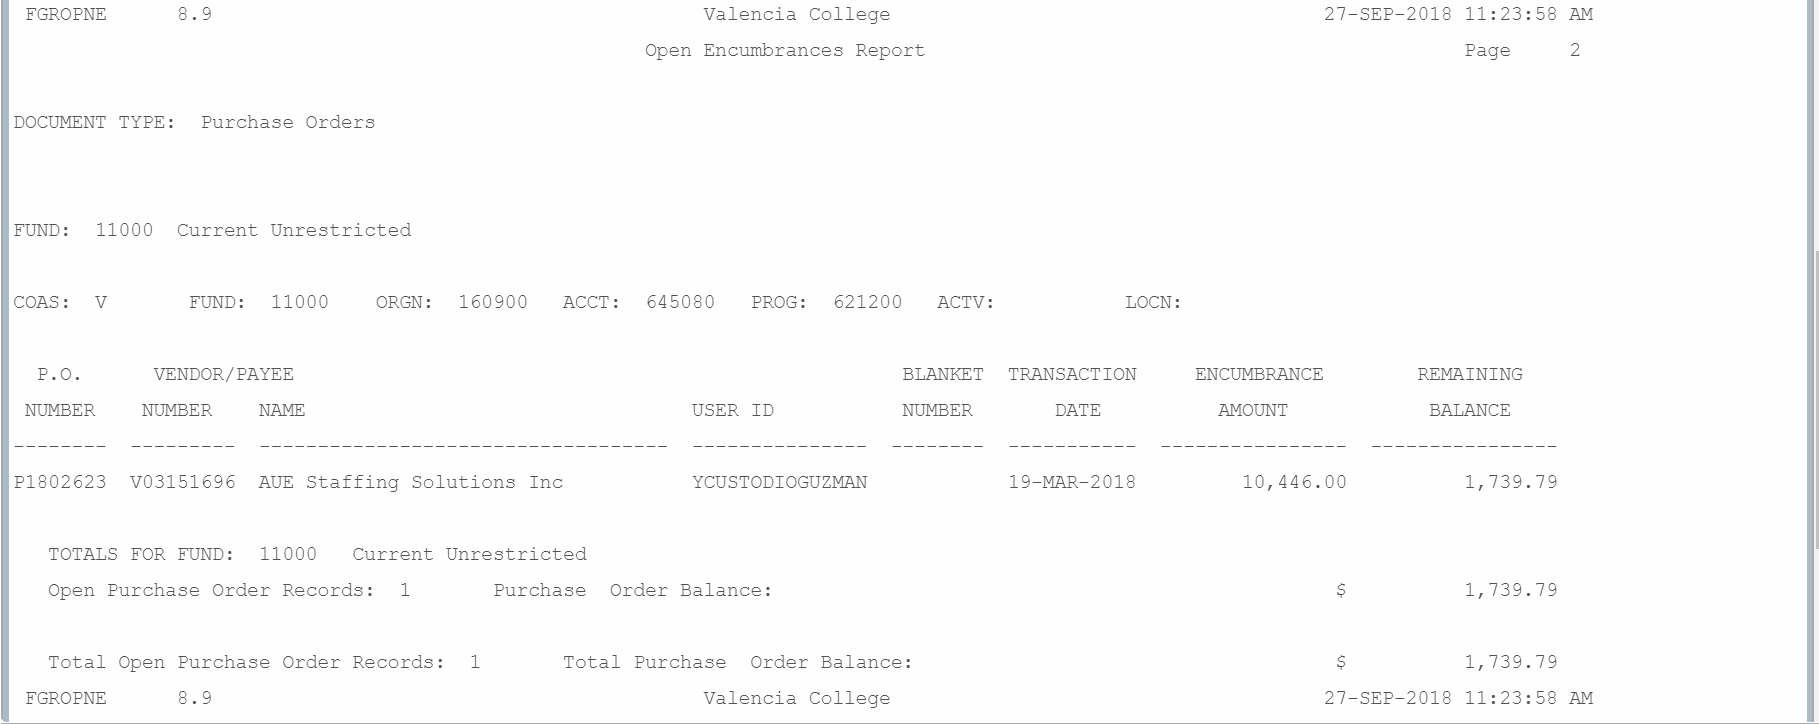 FGROPNE 8.9 Valencia College 27-SEP-2018 11:23:58 AM
Open Encumbrances Report Page 2
DOCUMENT TYPE: Purchase Orders
FUND: 11000 Current Unrestricted
COAS: V FUND: 11000 ORGN: 160900 ACCT: 645080 PROG: 621200 ACTV: LOCN:
P.O. VENDOR/PAYEE BLANKET TRANSACTION ENCUMBRANCE REMAINING
NUMBER NUMBER NAME USER ID NUMBER DATE AMOUNT BALANCE
-------- --------- ----------------------------------- --------------- -------- ----------- ---------------- ----------------
P1802623 V03151696 AUE Staffing Solutions Inc YCUSTODIOGUZMAN 19-MAR-2018 10,446.00 1,739.79
TOTALS FOR FUND: 11000 Current Unrestricted
Open Purchase Order Records: 1 Purchase Order Balance: $ 1,739.79
Total Open Purchase Order Records: 1 Total Purchase Order Balance: $ 1,739.79
FGROPNE 8.9 Valencia College 27-SEP-2018 11:23:58 AM